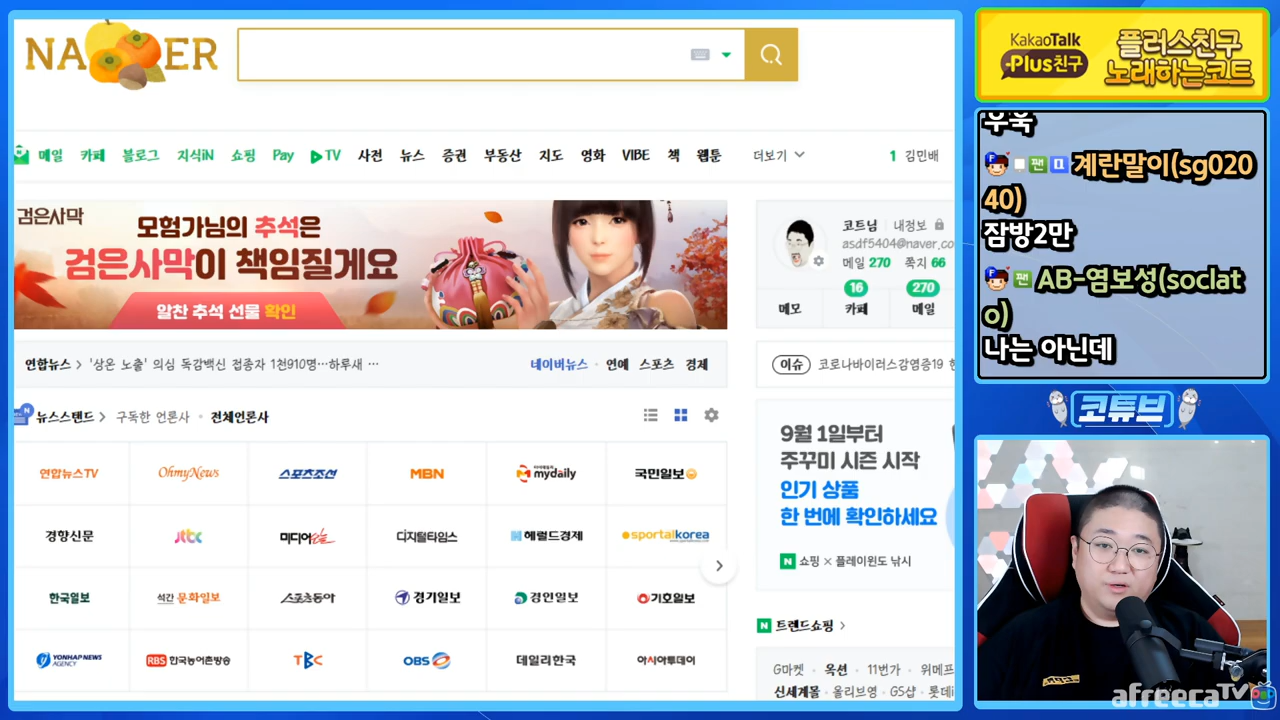 NAVER
메일 카페 블로그 지식iN 쇼핑 Pay TV 사전 뉴스 증권 부동산 지도 영화 VIBE 책 웹툰 더보기 1 김민배
검은사막
모험가님의 추석은
검은사막이 책임질게요
알찬 추석 선물 확인
코트님 내정보
asdf5404@naver.co
메일 270 쪽지 66
16 270
메모 카페 메일
연합뉴스 > '상온 노출' 의심 독감백신 접종자 1천910명…하루새 …
네이버뉴스 · 연예 스포츠 경제
이슈 코로나바이러스감염증19
뉴스스탠드 > 구독한 언론사 · 전체언론사
연합뉴스TV OhmyNews 스포츠조선 MBN mydaily 국민일보
경향신문 jtbc 미디어오늘 디지털타임스 헤럴드경제 sportalkorea
한국일보 석간 문화일보 스포츠동아 경기일보 경인일보 기호일보
YONHAP NEWS AGENCY RBS 한국농어촌방송 TBC OBS 데일리한국 아시아투데이
9월 1일부터
주꾸미 시즌 시작
인기 상품
한 번에 확인하세요
N 쇼핑 × 플레이윈도 낚시
N 트렌드쇼핑 >
G마켓 · 옥션 · 11번가 · 위메프
신세계몰 · 올리브영 · GS샵 · 롯데
KakaoTalk
Plus친구
플러스친구
노래하는코트
우욱
F 팬 계란말이(sg020
40)
잠방2만
F 팬 AB-염보성(soclat
o)
나는 아닌데
코튜브
afreecaTV